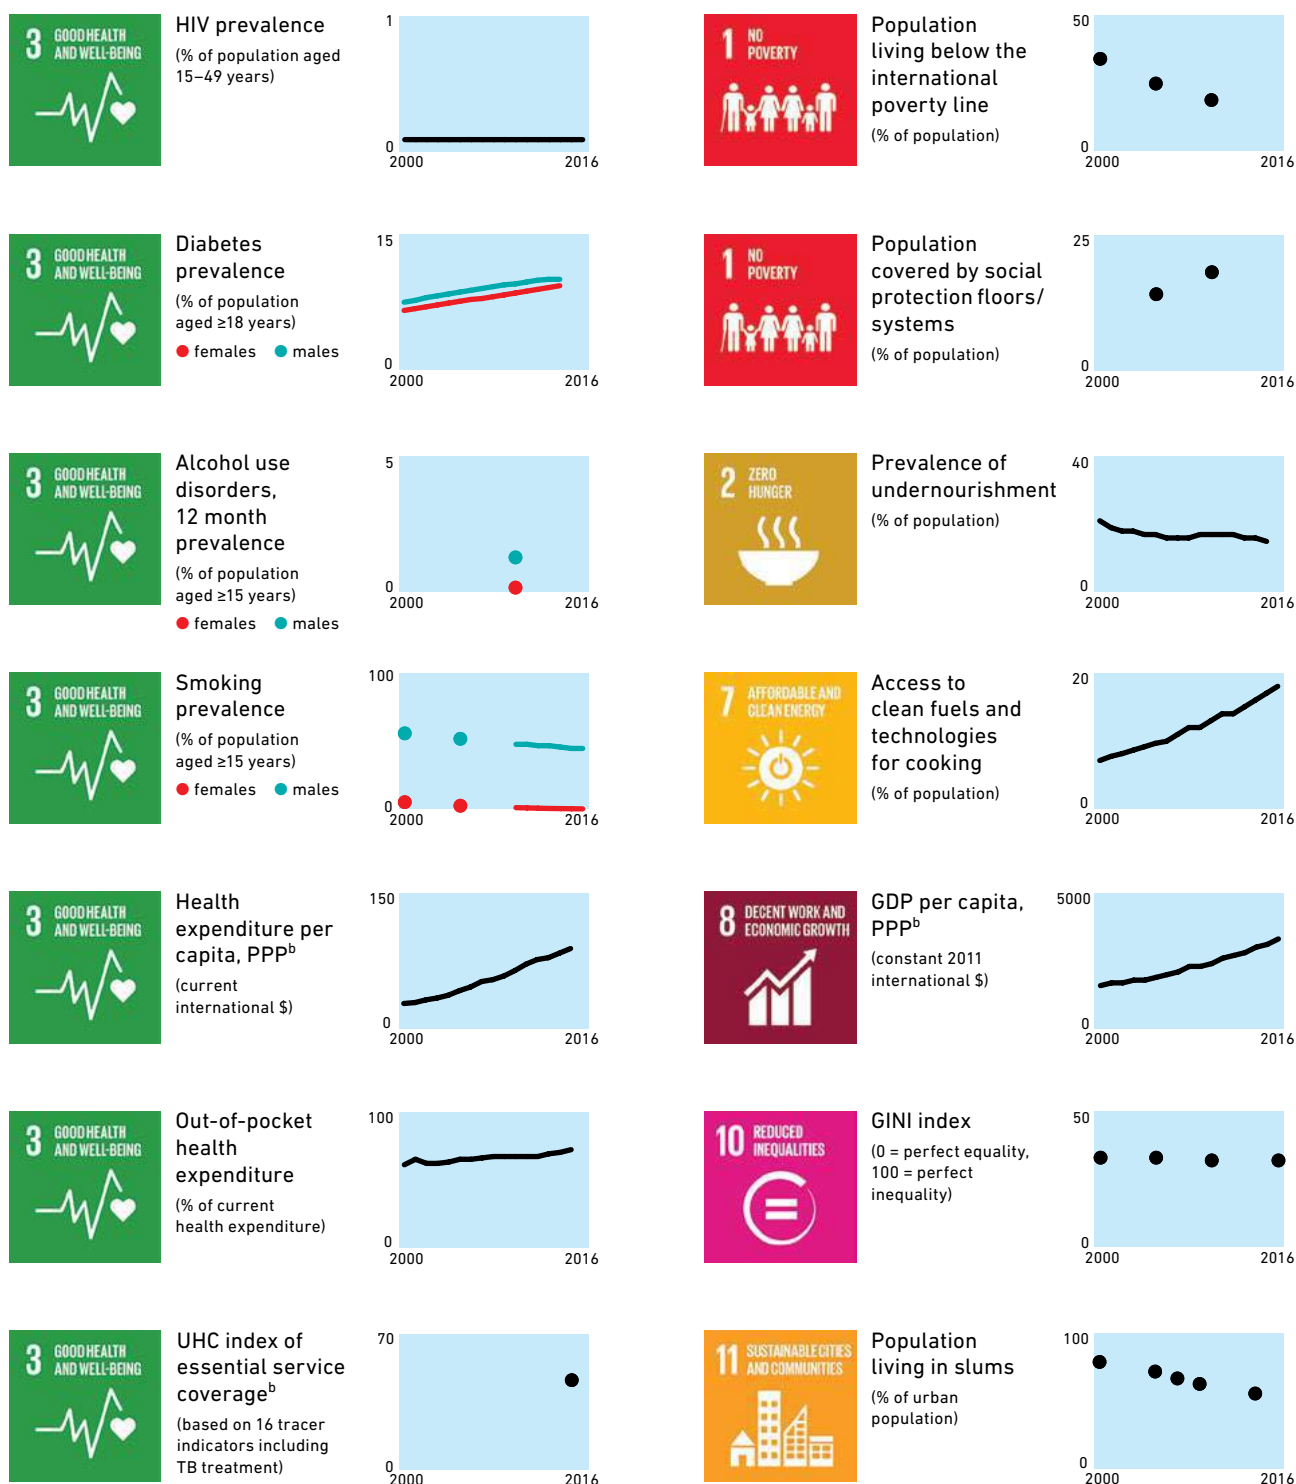 3 GOOD HEALTH
AND WELL-BEING
HIV prevalence
(% of population aged
15–49 years)
1
0
2000
2016
3 GOOD HEALTH
AND WELL-BEING
Diabetes
prevalence
(% of population
aged ≥18 years)
females males
15
0
2000
2016
3 GOOD HEALTH
AND WELL-BEING
Alcohol use
disorders,
12 month
prevalence
(% of population
aged ≥15 years)
females males
5
0
2000
2016
3 GOOD HEALTH
AND WELL-BEING
Smoking
prevalence
(% of population
aged ≥15 years)
females males
100
0
2000
2016
3 GOOD HEALTH
AND WELL-BEING
Health
expenditure per
capita, PPPb
(current
international $)
150
0
2000
2016
3 GOOD HEALTH
AND WELL-BEING
Out-of-pocket
health
expenditure
(% of current
health expenditure)
100
0
2000
2016
3 GOOD HEALTH
AND WELL-BEING
UHC index of
essential service
coverageb
(based on 16 tracer
indicators including
TB treatment)
70
0
2000
2016
1 NO
POVERTY
Population
living below the
international
poverty line
(% of population)
50
0
2000
2016
1 NO
POVERTY
Population
covered by social
protection floors/
systems
(% of population)
25
0
2000
2016
2 ZERO
HUNGER
Prevalence of
undernourishment
(% of population)
40
0
2000
2016
7 AFFORDABLE AND
CLEAN ENERGY
Access to
clean fuels and
technologies
for cooking
(% of population)
20
0
2000
2016
8 DECENT WORK AND
ECONOMIC GROWTH
GDP per capita,
PPPb
(constant 2011
international $)
5000
0
2000
2016
10 REDUCED
INEQUALITIES
GINI index
(0 = perfect equality,
100 = perfect
inequality)
50
0
2000
2016
11 SUSTAINABLE CITIES
AND COMMUNITIES
Population
living in slums
(% of urban
population)
100
0
2000
2016